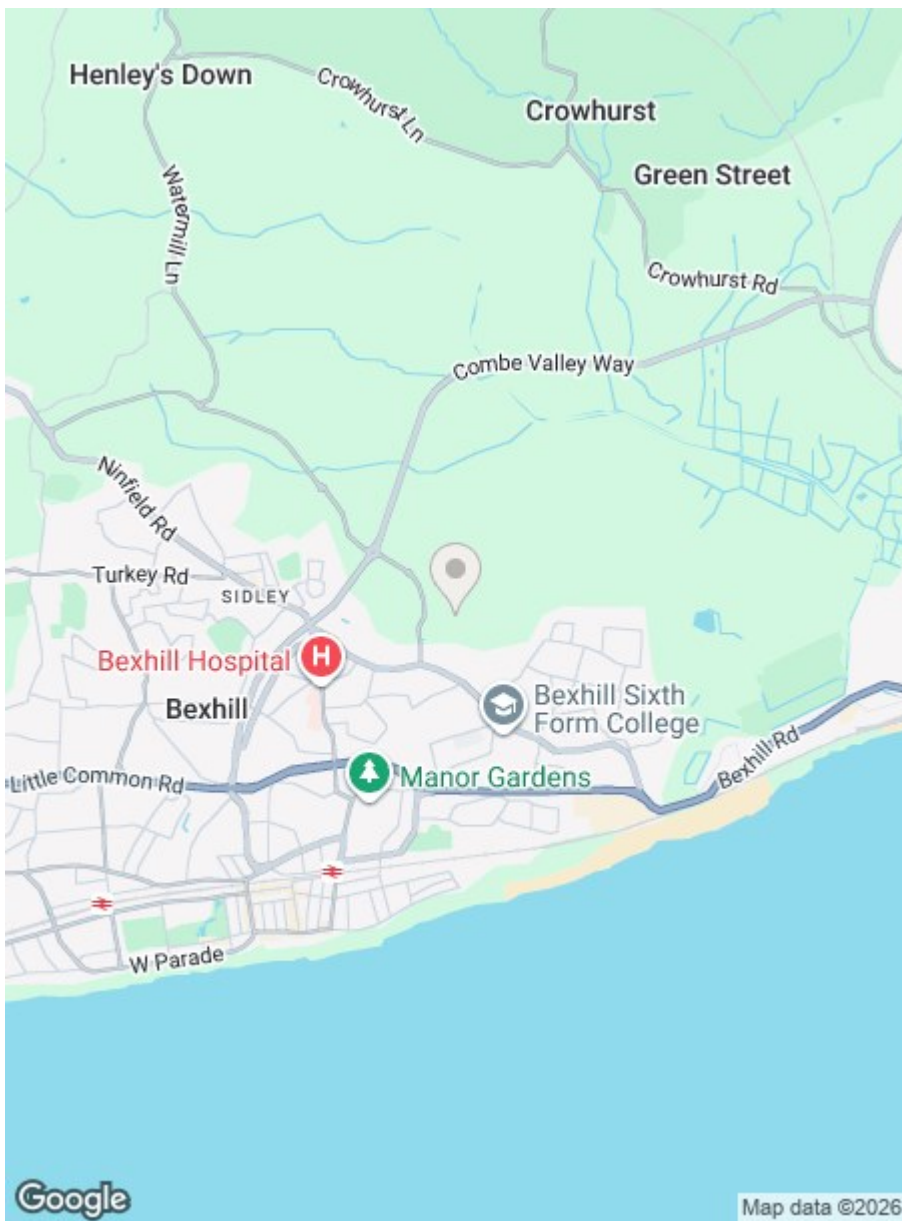 Henley's Down
Crowhurst Ln
Crowhurst
Green Street
Watermill Ln
Crowhurst Rd
Combe Valley Way
Ninfield Rd
Turkey Rd
SIDLEY
Bexhill Hospital
H
Bexhill
Bexhill Sixth
Form College
Bexhill Rd
Manor Gardens
Little Common Rd
W Parade
Google
Map data ©2026